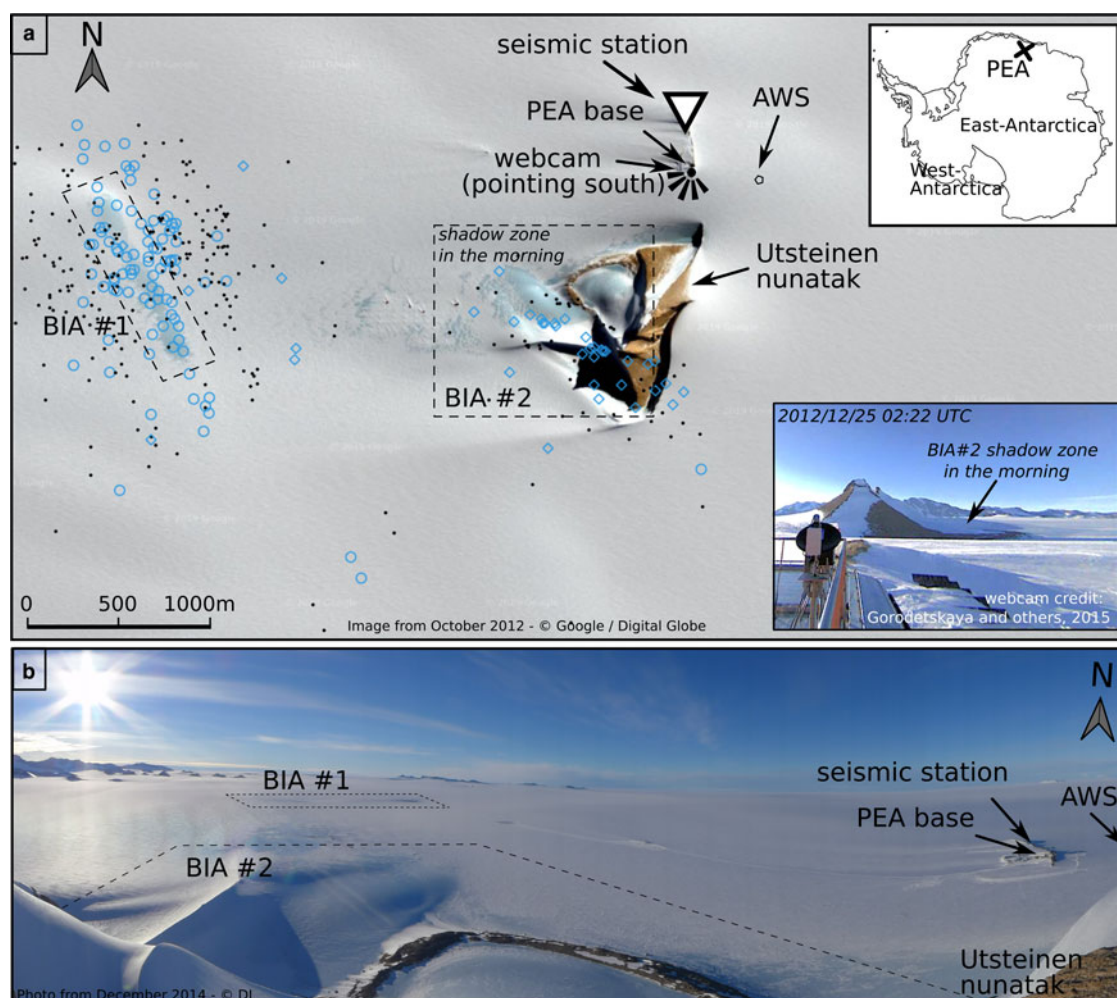 a
N
seismic station
PEA base
AWS
webcam
(pointing south)
PEA
East-Antarctica
West-
Antarctica
shadow zone
in the morning
Utsteinen
nunatak
BIA #1
BIA #2
2012/12/25 02:22 UTC
BIA#2 shadow zone
in the morning
webcam credit:
Gorodetskaya and others, 2015
0 500 1000m
Image from October 2012 - © Google / Digital Globe
b
N
BIA #1
seismic station
AWS
PEA base
BIA #2
Utsteinen
nunatak
Photo from December 2014 - ©